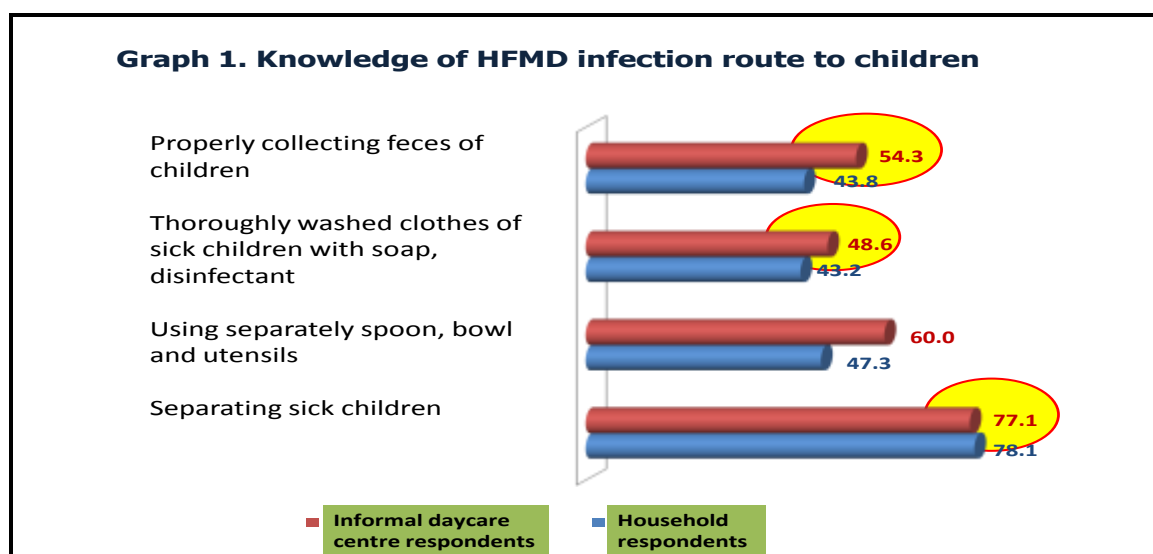 Graph 1. Knowledge of HFMD infection route to children
Properly collecting feces of
children
54.3
43.8
Thoroughly washed clothes of
sick children with soap,
disinfectant
48.6
43.2
Using separately spoon, bowl
and utensils
60.0
47.3
Separating sick children
77.1
78.1
Informal daycare
centre respondents
Household
respondents